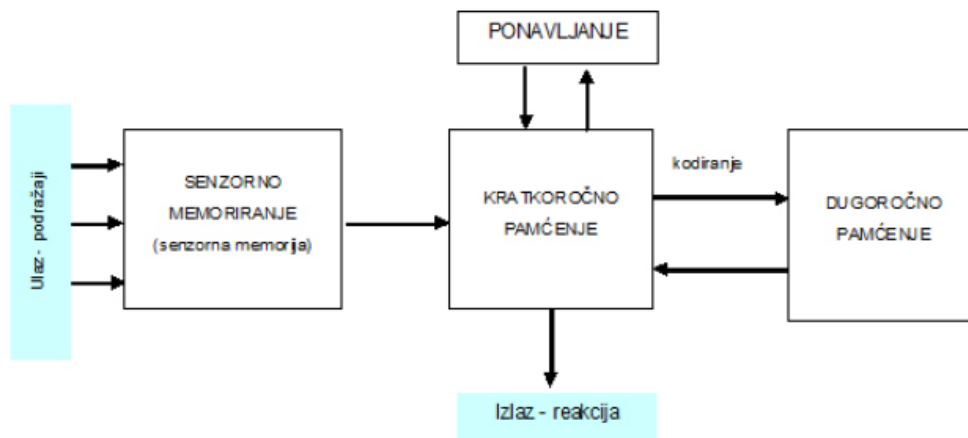 PONAVLJANJE
Ulaz - podražaji
SENZORNO
MEMORIRANJE
(senzorna memorija)
KRATKOROČNO
PAMĆENJE
kodiranje
DUGOROČNO
PAMĆENJE
Izlaz - reakcija